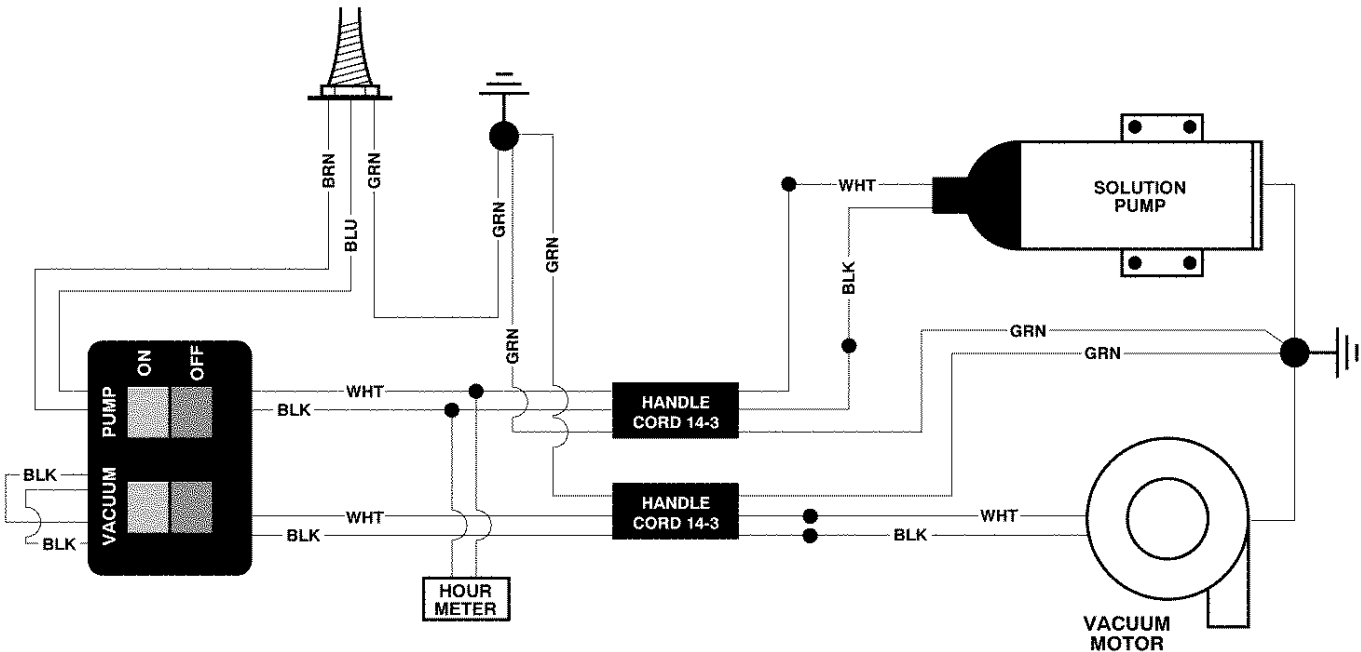 BRN
GRN
BLU
GRN
GRN
GRN
WHT
SOLUTION
PUMP
BLK
GRN
GRN
ON
OFF
PUMP
WHT
BLK
HANDLE
CORD 14-3
BLK
VACUUM
BLK
WHT
BLK
HANDLE
CORD 14-3
WHT
BLK
HOUR
METER
VACUUM
MOTOR